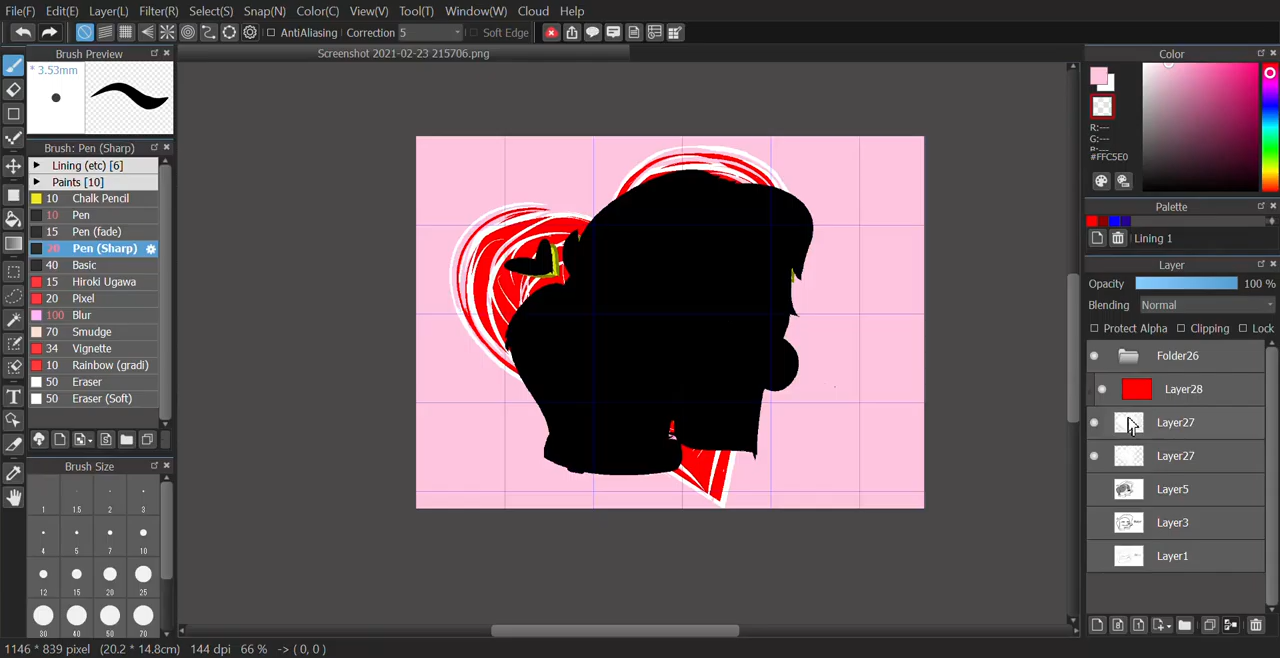 File(F) Edit(E) Layer(L) Filter(R) Select(S) Snap(N) Color(C) View(V) Tool(T) Window(W) Cloud Help
AntiAliasing Correction 5 Soft Edge
Brush Preview
Screenshot 2021-02-23 215706.png
Color
* 3.53mm
R:---
G:---
B:---
#FFC5E0
Brush: Pen (Sharp)
Lining (etc) [6]
Paints [10]
10 Chalk Pencil
10 Pen
15 Pen (fade)
20 Pen (Sharp)
40 Basic
15 Hiroki Ugawa
20 Pixel
100 Blur
70 Smudge
34 Vignette
10 Rainbow (gradi)
50 Eraser
50 Eraser (Soft)
Palette
Lining 1
Layer
Opacity 100 %
Blending Normal
Protect Alpha Clipping Lock
Folder26
Layer28
Layer27
Layer27
Layer5
Layer3
Layer1
Brush Size
1 1.5 2 3
4 5 7 10
12 15 20 25
30 40 50 70
1146 * 839 pixel (20.2 * 14.8cm) 144 dpi 66 % -> ( 0, 0 )